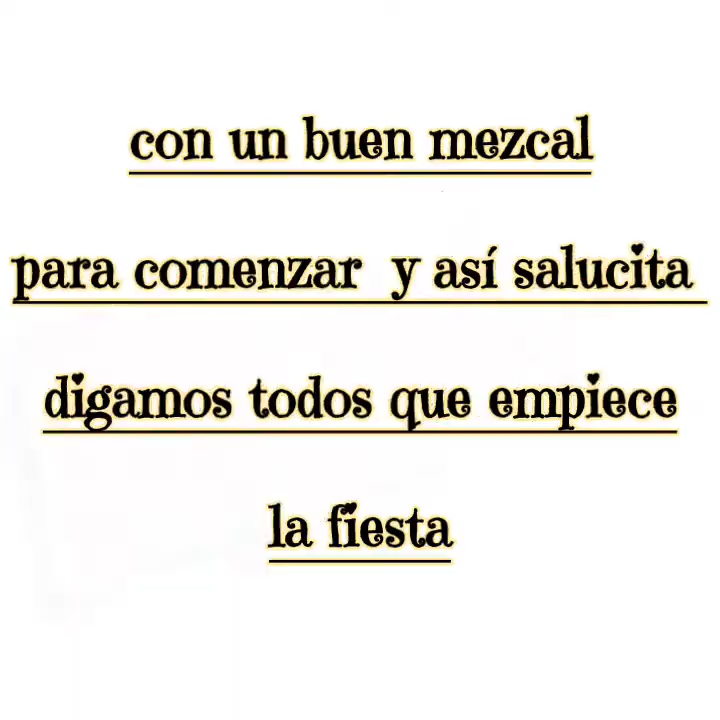 con un buen mezcal
para comenzar y así salucita
digamos todos que empiece
la fiesta